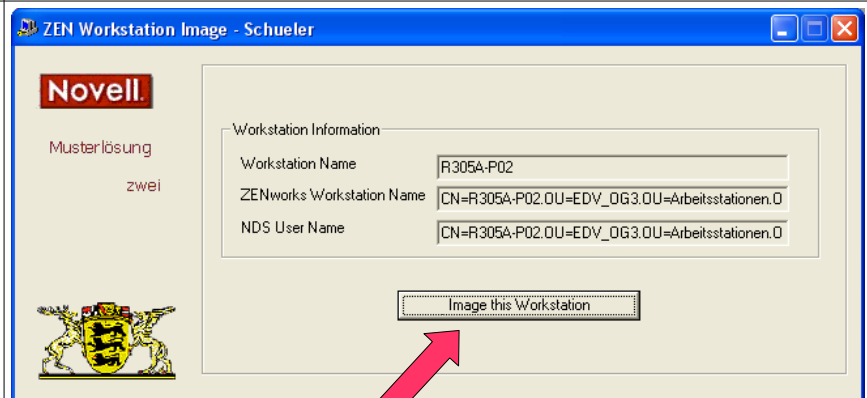 ZEN Workstation Image - Schueler
Novell.
Musterlösung
zwei
Workstation Information
Workstation Name
R305A-P02
ZENworks Workstation Name
CN=R305A-P02.OU=EDV_OG3.OU=Arbeitsstationen.O
NDS User Name
CN=R305A-P02.OU=EDV_OG3.OU=Arbeitsstationen.O
Image this Workstation